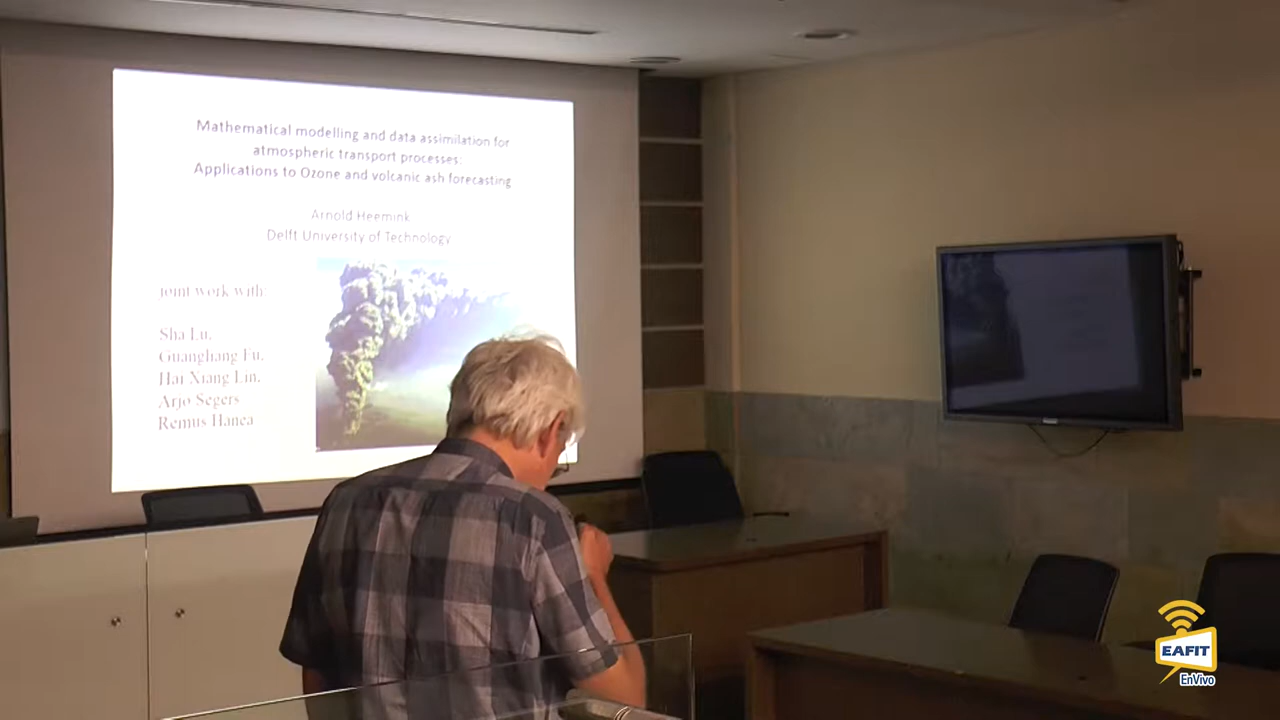 Mathematical modelling and data assimilation for
atmospheric transport processes:
Applications to Ozone and volcanic ash forecasting
Arnold Heemink
Delft University of Technology
Joint work with:
Sha Lu,
Guangliang Fu,
Hai Xiang Lin,
Arjo Segers
Remus Hanea
EAFIT
EnVivo